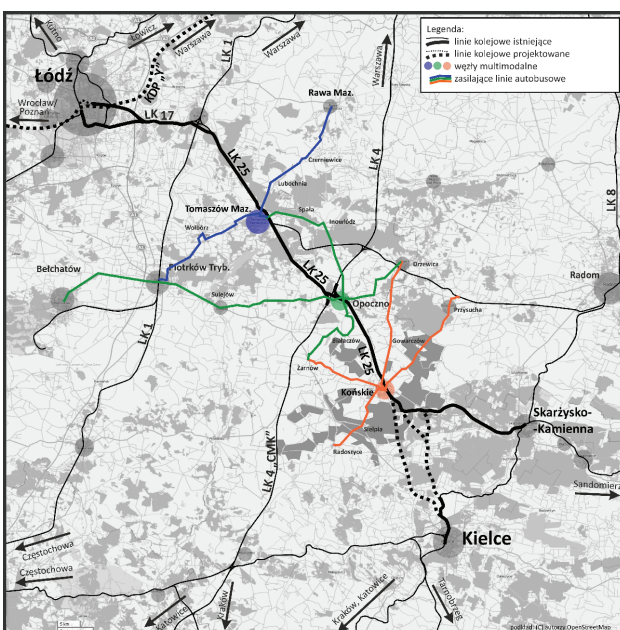 Legenda:
linie kolejowe istniejące
linie kolejowe projektowane
węzły multimodalne
zasilające linie autobusowe
Kutno
Łowicz
Warszawa
LK 1
Warszawa
Łódź
KDP „Y”
Warszawa
Rawa Maz.
Wrocław/
Poznań
LK 17
LK 4
LK 25
Czerniewice
Lubochnia
LK 8
Tomaszów Maz.
Spała
Inowłódz
Wolbórz
Bełchatów
Piotrków Tryb.
LK 25
Drzewica
Radom
Sulejów
Opoczno
Przysucha
LK 1
Białaczów
Gowarczów
LK 25
Żarnów
Końskie
Skarżysko-
-Kamienna
Sielpia
Radoszyce
LK 4 „CMK”
Sandomierz
Kielce
Częstochowa
Częstochowa
Katowice
Kraków
Kraków, Katowice
Tarnobrzeg
5 km
podkład: (C) autorzy OpenStreetMap